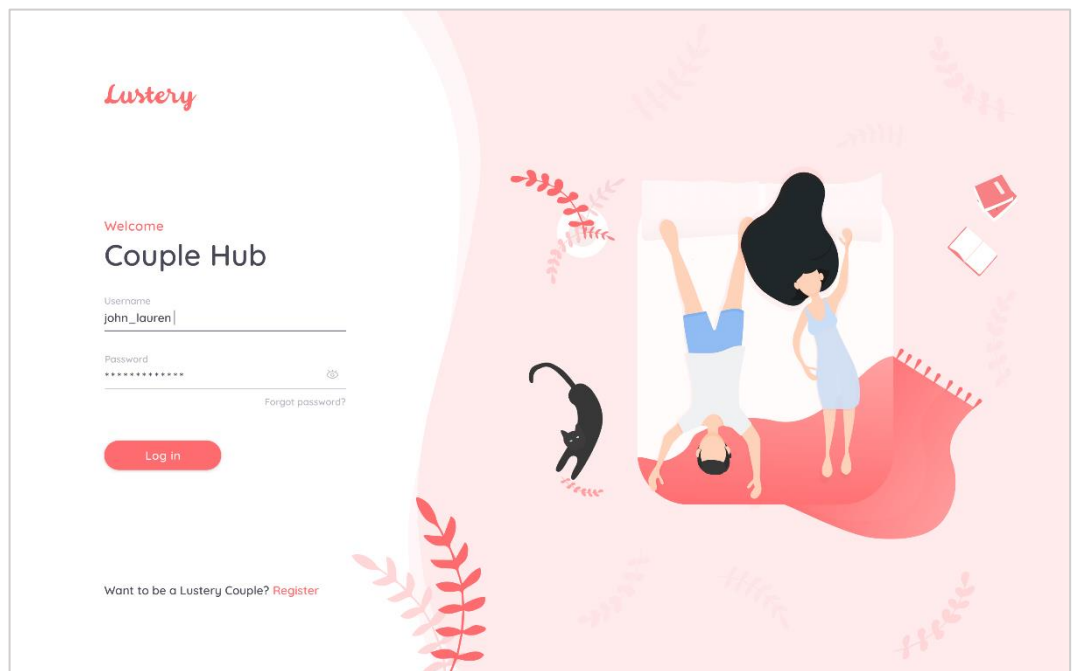 Lustery
Welcome
Couple Hub
Username
john_lauren
Password
*************
Forgot password?
Log in
Want to be a Lustery Couple? Register